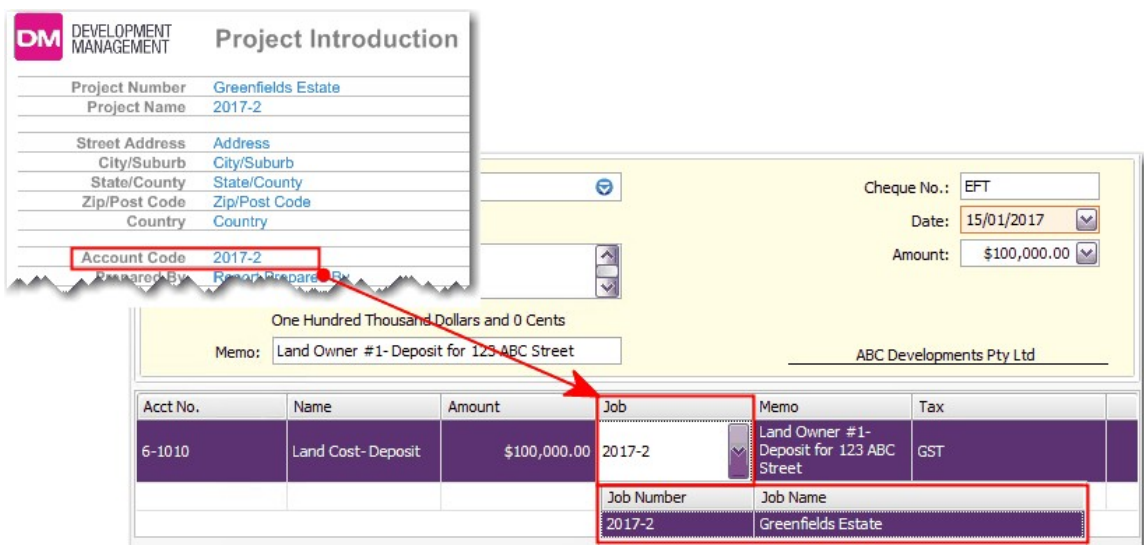 DM DEVELOPMENT MANAGEMENT
Project Introduction
Project Number Greenfields Estate
Project Name 2017-2
Street Address Address
City/Suburb City/Suburb
State/County State/County
Zip/Post Code Zip/Post Code
Country Country
Account Code 2017-2
Prepared By Report Prepared By
Cheque No.: EFT
Date: 15/01/2017
Amount: $100,000.00
One Hundred Thousand Dollars and 0 Cents
Memo: Land Owner #1- Deposit for 123 ABC Street
ABC Developments Pty Ltd
Acct No. Name Amount Job Memo Tax
6-1010 Land Cost- Deposit $100,000.00 2017-2 Land Owner #1- Deposit for 123 ABC Street GST
Job Number Job Name
2017-2 Greenfields Estate